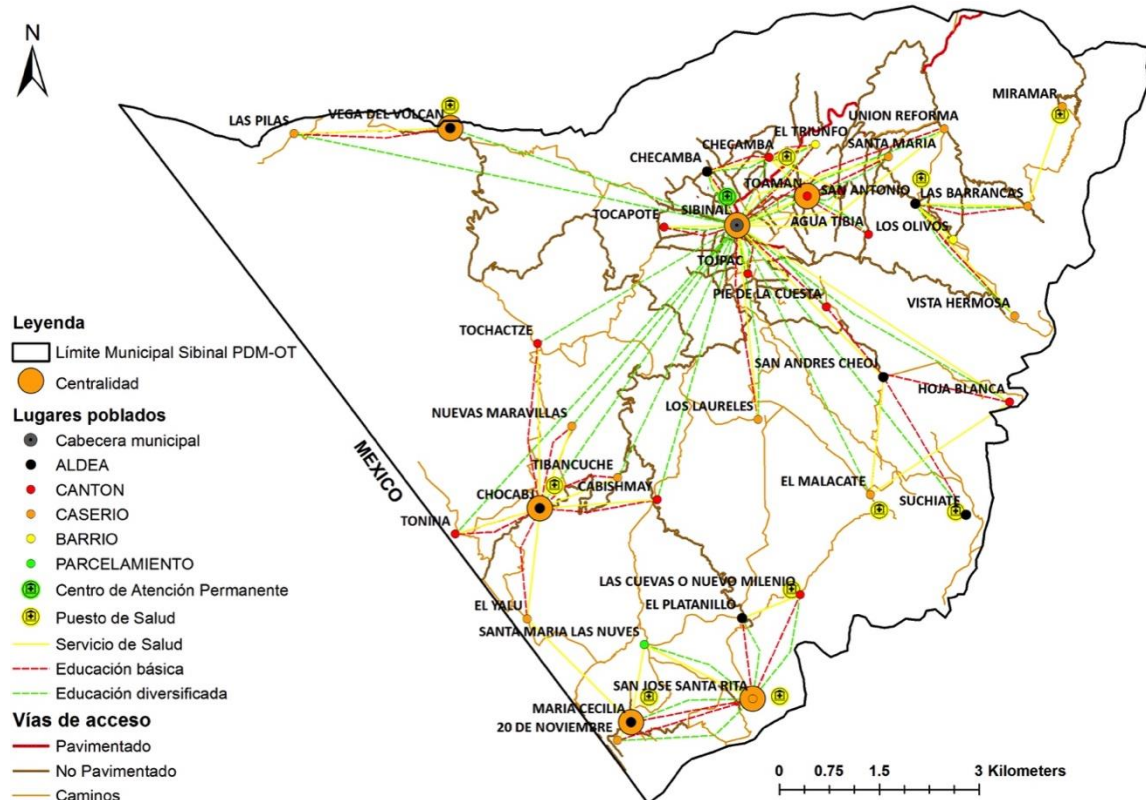 N
MIRAMAR
VEGA DEL VOLCAN
LAS PILAS
UNION REFORMA
EL TRIUNFO
CHECAMBA
SANTA MARIA
CHECAMBA
TOAMAN
SAN ANTONIO
LAS BARRANCAS
SIBINAL
TOCAPOTE
AGUA TIBIA
LOS OLIVOS
TOJPAC
PIE DE LA CUESTA
VISTA HERMOSA
TOCHACTZE
SAN ANDRES CHEOJ
HOJA BLANCA
NUEVAS MARAVILLAS
LOS LAURELES
MEXICO
TIBANCUCHE
CABISHMAY
EL MALACATE
CHOCABJ
SUCHIATE
TONINA
LAS CUEVAS O NUEVO MILENIO
EL PLATANILLO
EL YALU
SANTA MARIA LAS NUVES
SAN JOSE SANTA RITA
MARIA CECILIA
20 DE NOVIEMBRE
Leyenda
Límite Municipal Sibinal PDM-OT
Centralidad
Lugares poblados
Cabecera municipal
ALDEA
CANTON
CASERIO
BARRIO
PARCELAMIENTO
Centro de Atención Permanente
Puesto de Salud
Servicio de Salud
Educación básica
Educación diversificada
Vías de acceso
Pavimentado
No Pavimentado
Caminos
0 0.75 1.5 3 Kilometers